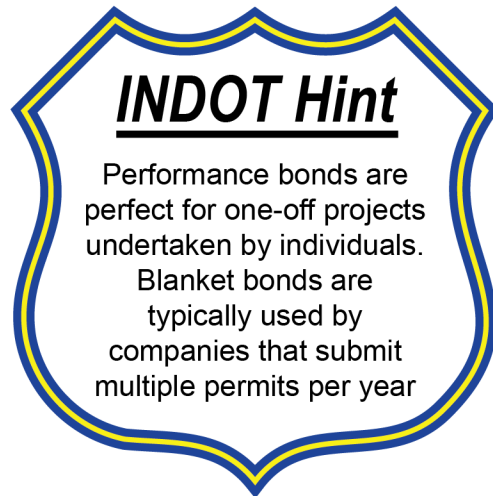 INDOT Hint
Performance bonds are
perfect for one-off projects
undertaken by individuals.
Blanket bonds are
typically used by
companies that submit
multiple permits per year